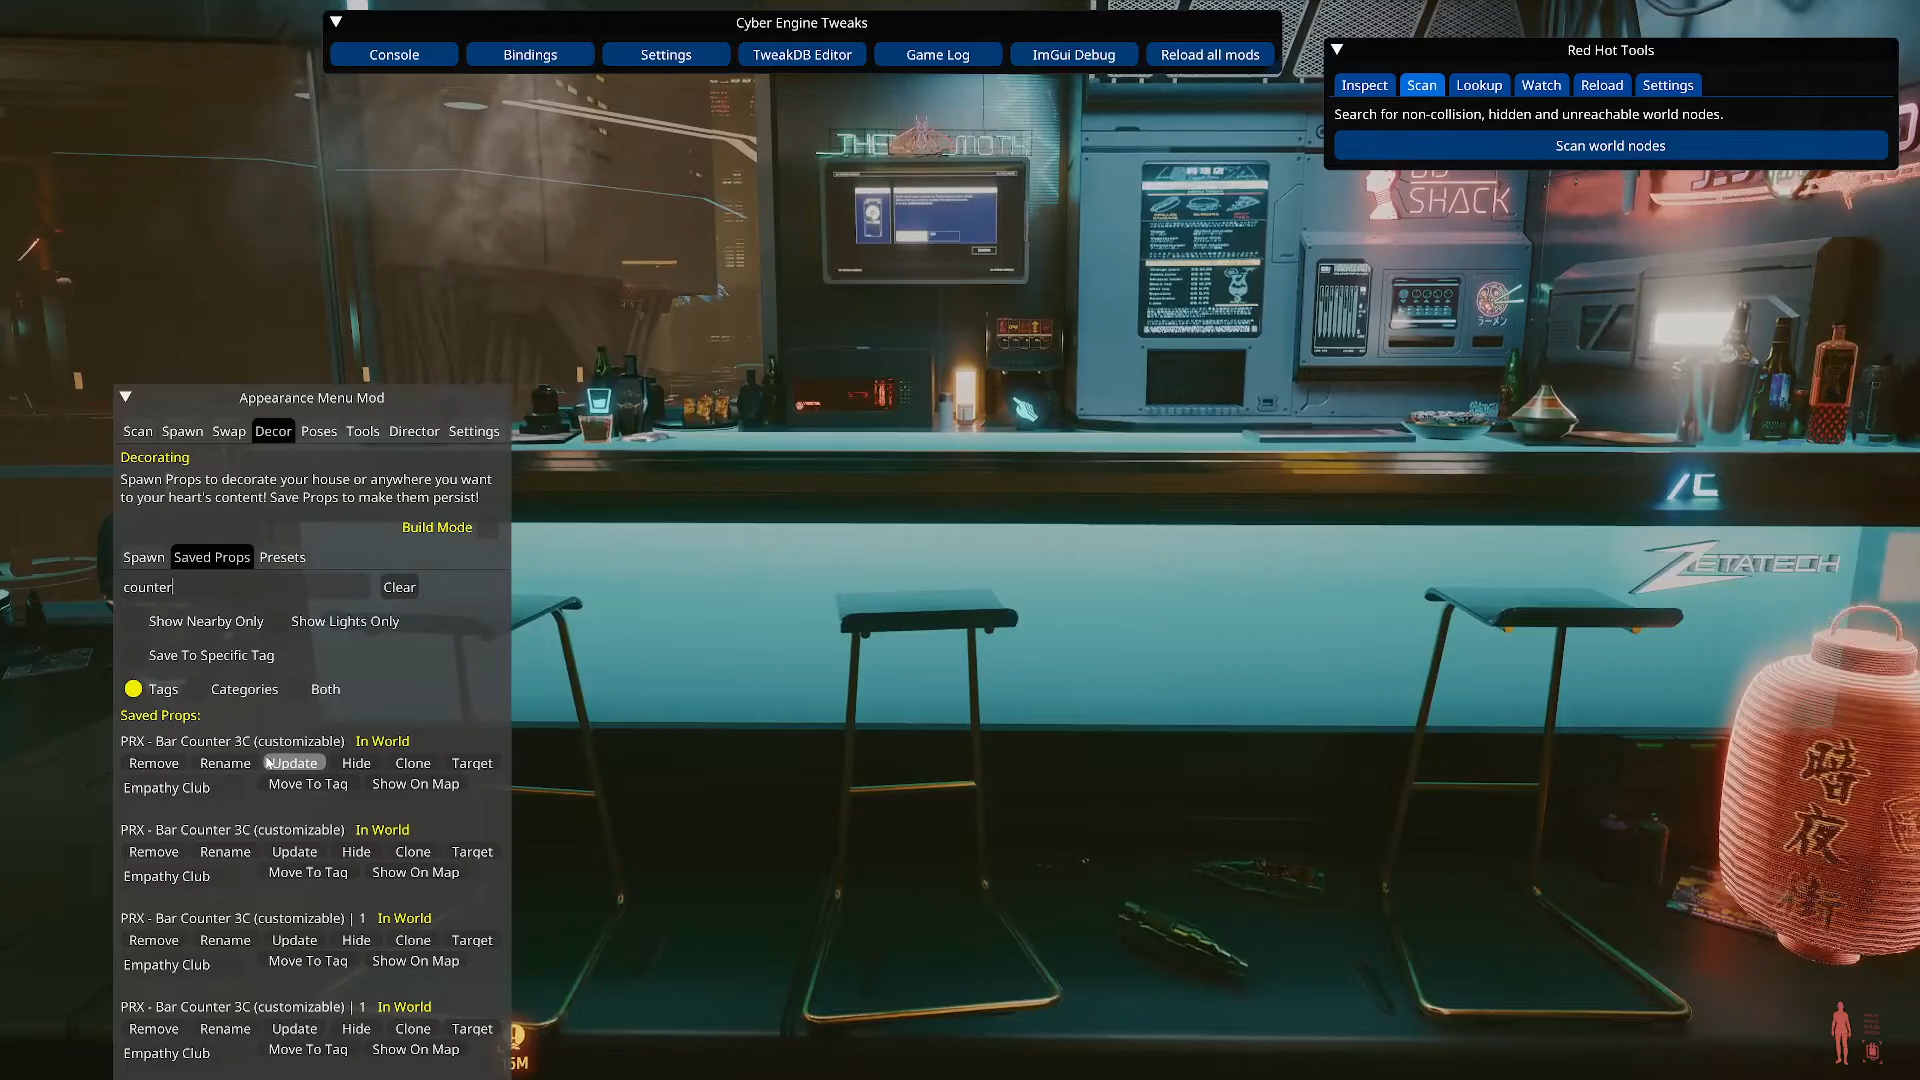 Cyber Engine Tweaks
Console Bindings Settings TweakDB Editor Game Log ImGui Debug Reload all mods
Red Hot Tools
Inspect Scan Lookup Watch Reload Settings
Search for non-collision, hidden and unreachable world nodes.
Scan world nodes
THE MOTH
SHACK
ラーメン
/C
ZETATECH
暗夜街
Appearance Menu Mod
Scan Spawn Swap Decor Poses Tools Director Settings
Decorating
Spawn Props to decorate your house or anywhere you want
to your heart's content! Save Props to make them persist!
Build Mode
Spawn Saved Props Presets
counter Clear
Show Nearby Only Show Lights Only
Save To Specific Tag
Tags Categories Both
Saved Props:
PRX - Bar Counter 3C (customizable) In World
Remove Rename Update Hide Clone Target
Empathy Club Move To Tag Show On Map
PRX - Bar Counter 3C (customizable) In World
Remove Rename Update Hide Clone Target
Empathy Club Move To Tag Show On Map
PRX - Bar Counter 3C (customizable) | 1 In World
Remove Rename Update Hide Clone Target
Empathy Club Move To Tag Show On Map
PRX - Bar Counter 3C (customizable) | 1 In World
Remove Rename Update Hide Clone Target
Empathy Club Move To Tag Show On Map